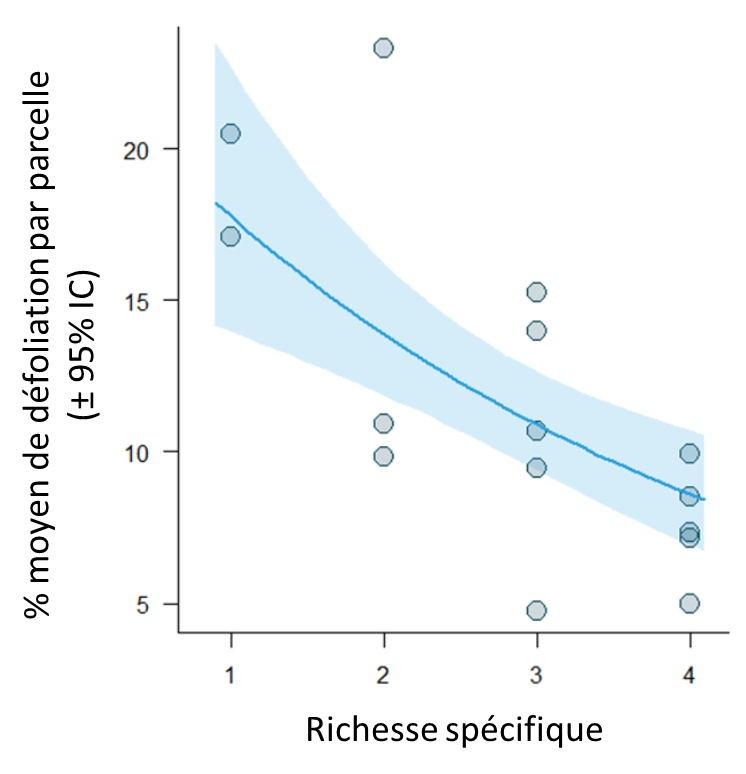 % moyen de défoliation par parcelle
(± 95% IC)
20
15
10
5
1 2 3 4
Richesse spécifique